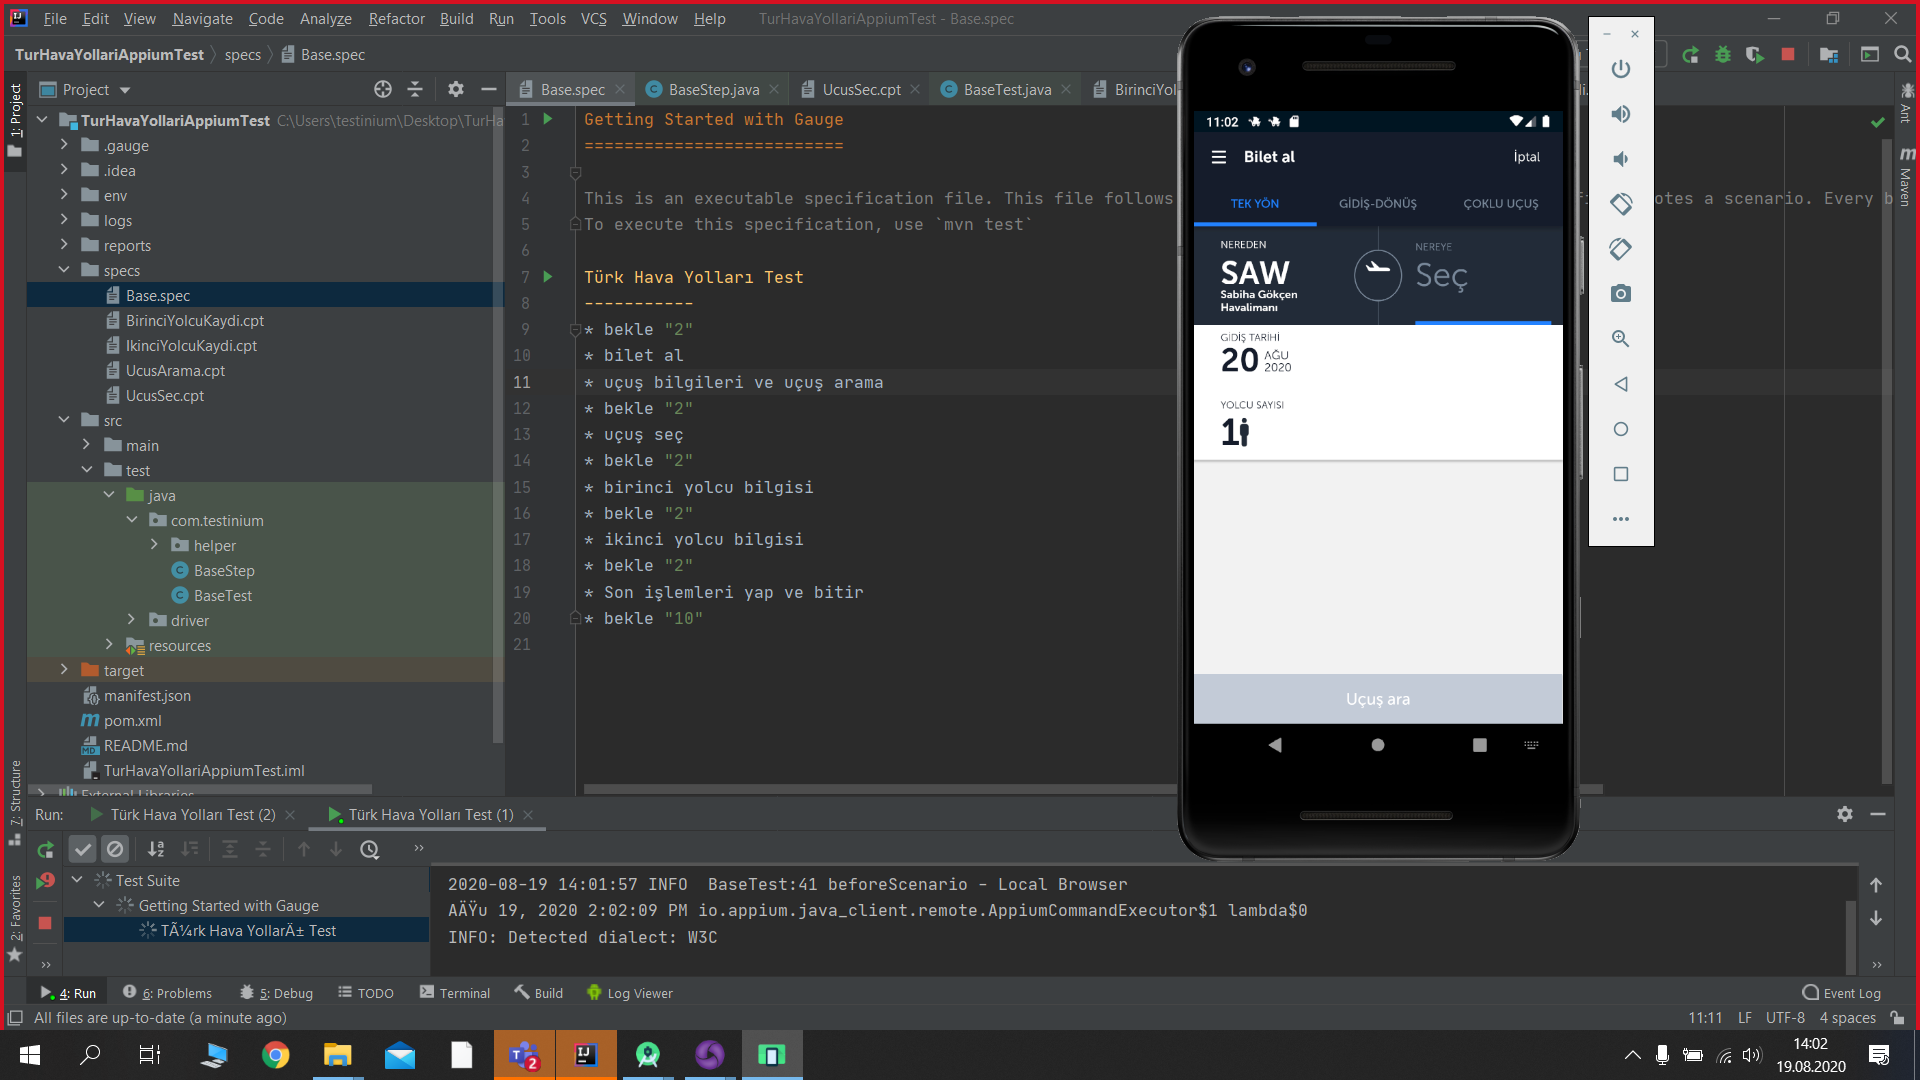 File Edit View Navigate Code Analyze Refactor Build Run Tools VCS Window Help TurHavaYollariAppiumTest - Base.spec
TurHavaYollariAppiumTest specs Base.spec
Project
Base.spec BaseStep.java UcusSec.cpt BaseTest.java BirinciYol
1: Project
TurHavaYollariAppiumTest C:\Users\testinium\Desktop\TurHa
.gauge
.idea
env
logs
reports
specs
Base.spec
BirinciYolcuKaydi.cpt
IkinciYolcuKaydi.cpt
UcusArama.cpt
UcusSec.cpt
src
main
test
java
com.testinium
helper
BaseStep
BaseTest
driver
resources
target
manifest.json
pom.xml
README.md
TurHavaYollariAppiumTest.iml
External Libraries
7: Structure
2: Favorites
1 Getting Started with Gauge
2 ==========================
3
4 This is an executable specification file. This file follows otes a scenario. Every b
5 To execute this specification, use `mvn test`
6
7 Türk Hava Yolları Test
8 -----------
9 * bekle "2"
10 * bilet al
11 * uçuş bilgileri ve uçuş arama
12 * bekle "2"
13 * uçuş seç
14 * bekle "2"
15 * birinci yolcu bilgisi
16 * bekle "2"
17 * ikinci yolcu bilgisi
18 * bekle "2"
19 * Son işlemleri yap ve bitir
20 * bekle "10"
21
Ant
Maven
11:02
Bilet al İptal
TEK YÖN GİDİŞ-DÖNÜŞ ÇOKLU UÇUŞ
NEREDEN NEREYE
SAW Seç
Sabiha Gökçen
Havalimanı
GİDİŞ TARİHİ
20 AĞU
2020
YOLCU SAYISI
1
Uçuş ara
Run: Türk Hava Yolları Test (2) Türk Hava Yolları Test (1)
Test Suite
Getting Started with Gauge
TÃ¼rk Hava YollarÄ± Test
2020-08-19 14:01:57 INFO  BaseTest:41 beforeScenario - Local Browser
AÄŸu 19, 2020 2:02:09 PM io.appium.java_client.remote.AppiumCommandExecutor$1 lambda$0
INFO: Detected dialect: W3C
4: Run 6: Problems 5: Debug TODO Terminal Build Log Viewer Event Log
All files are up-to-date (a minute ago) 11:11 LF UTF-8 4 spaces
2
14:02
19.08.2020